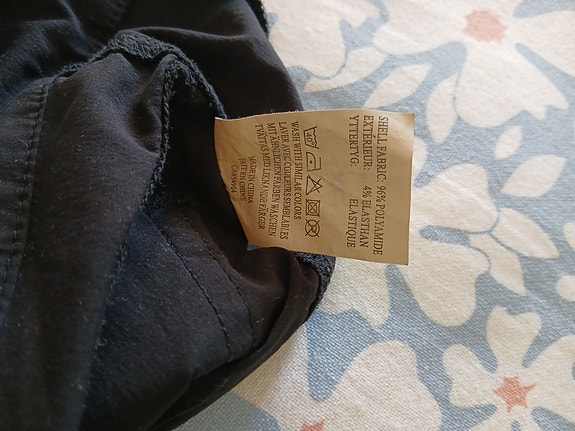 SHELL FABRIC: 96% POLYAMIDE
EXTERIEUR: 4% ELASTHAN
YTTERTYG: ELASTIQUE
40
WASH WITH SIMILAR COLORS
LAVER AVEC COULEURS SEMBLABLES
MIT ÄHNLICHEN FARBEN WASCHEN
TVÄTTAS MED LIKNANDE FÄRGER
MADE IN CHINA